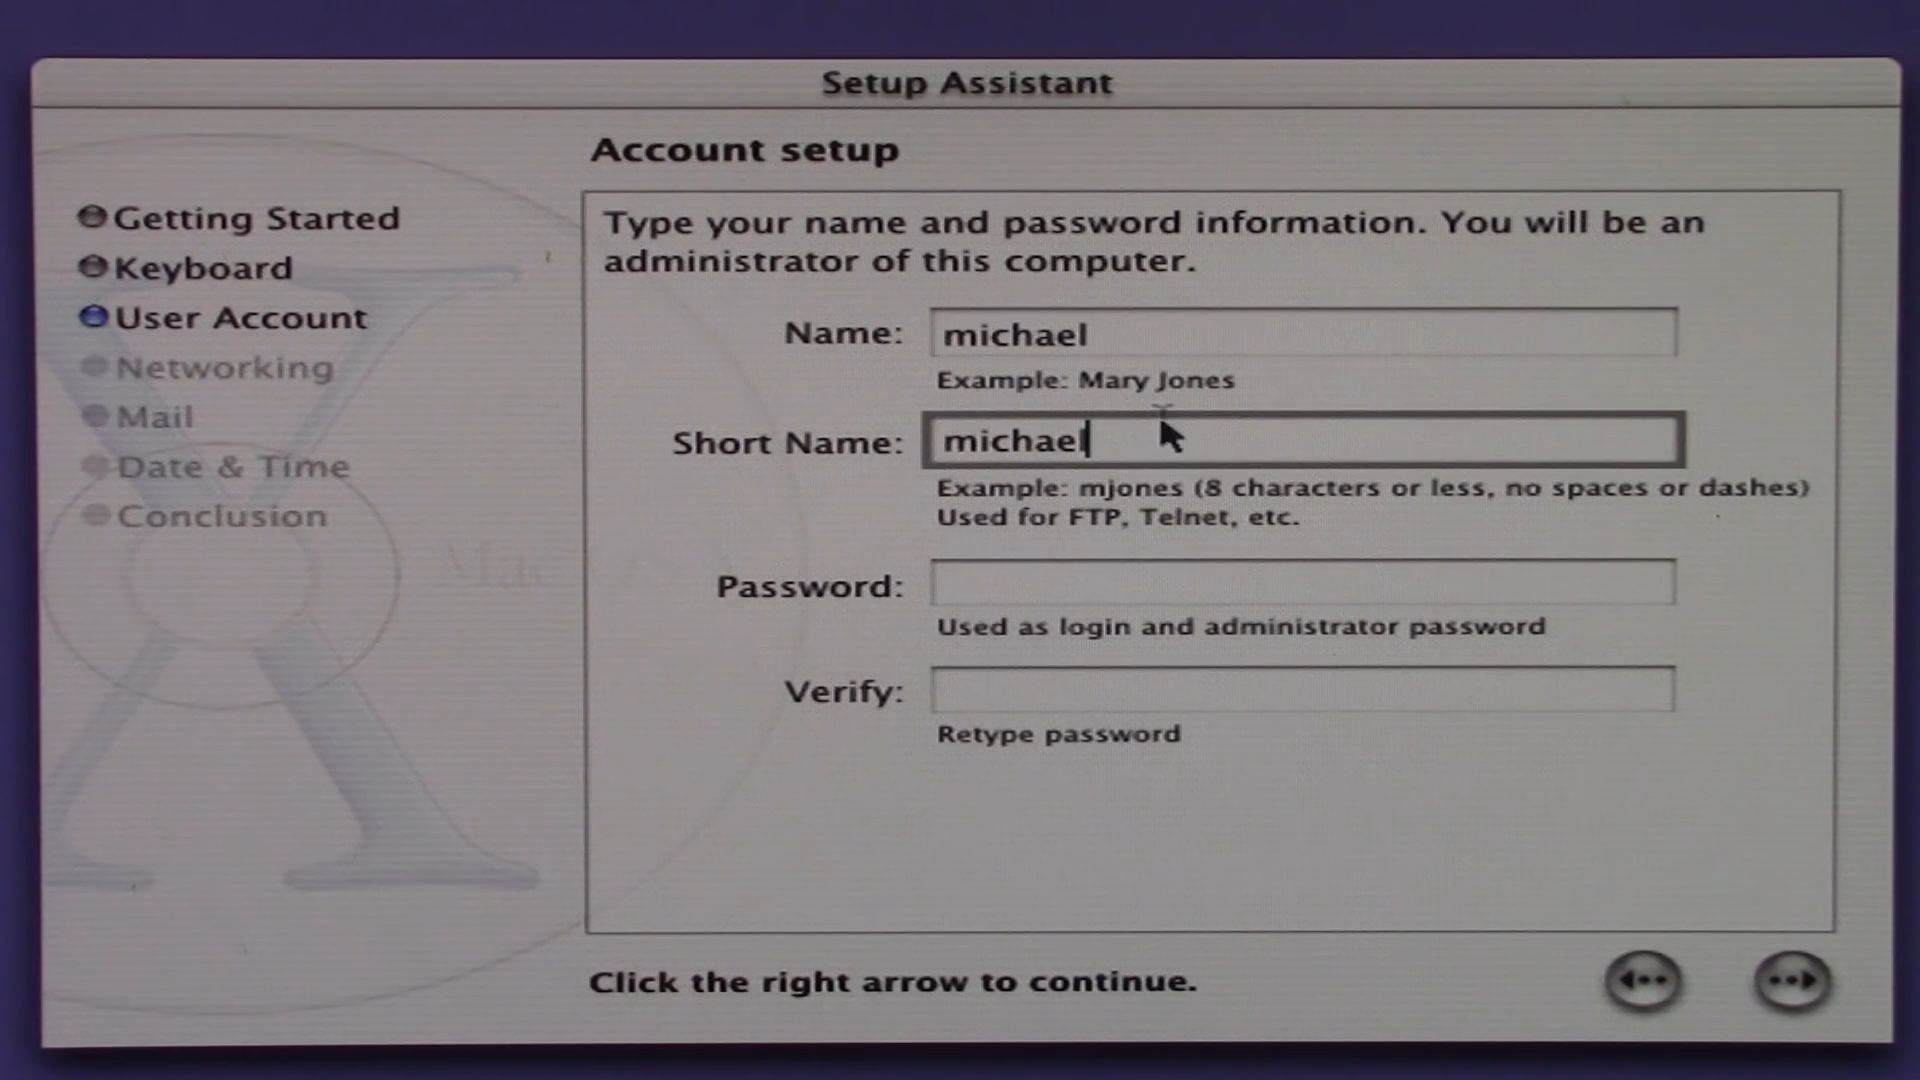 Setup Assistant
Account setup
Getting Started
Keyboard
User Account
Networking
Mail
Date & Time
Conclusion
Type your name and password information. You will be an
administrator of this computer.
Name: michael
Example: Mary Jones
Short Name: michael
Example: mjones (8 characters or less, no spaces or dashes)
Used for FTP, Telnet, etc.
Password:
Used as login and administrator password
Verify:
Retype password
Click the right arrow to continue.
Mac